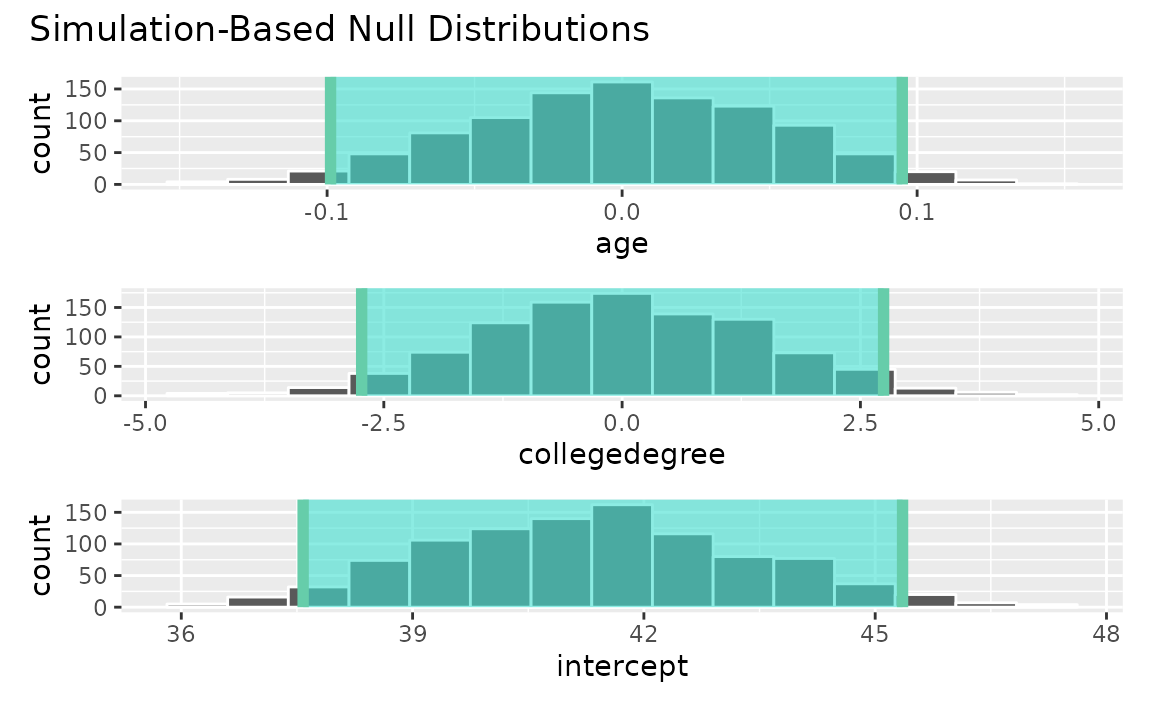 Simulation-Based Null Distributions
count
150
100
50
0
-0.1 0.0 0.1
age
count
150
100
50
0
-5.0 -2.5 0.0 2.5 5.0
collegedegree
count
150
100
50
0
36 39 42 45 48
intercept